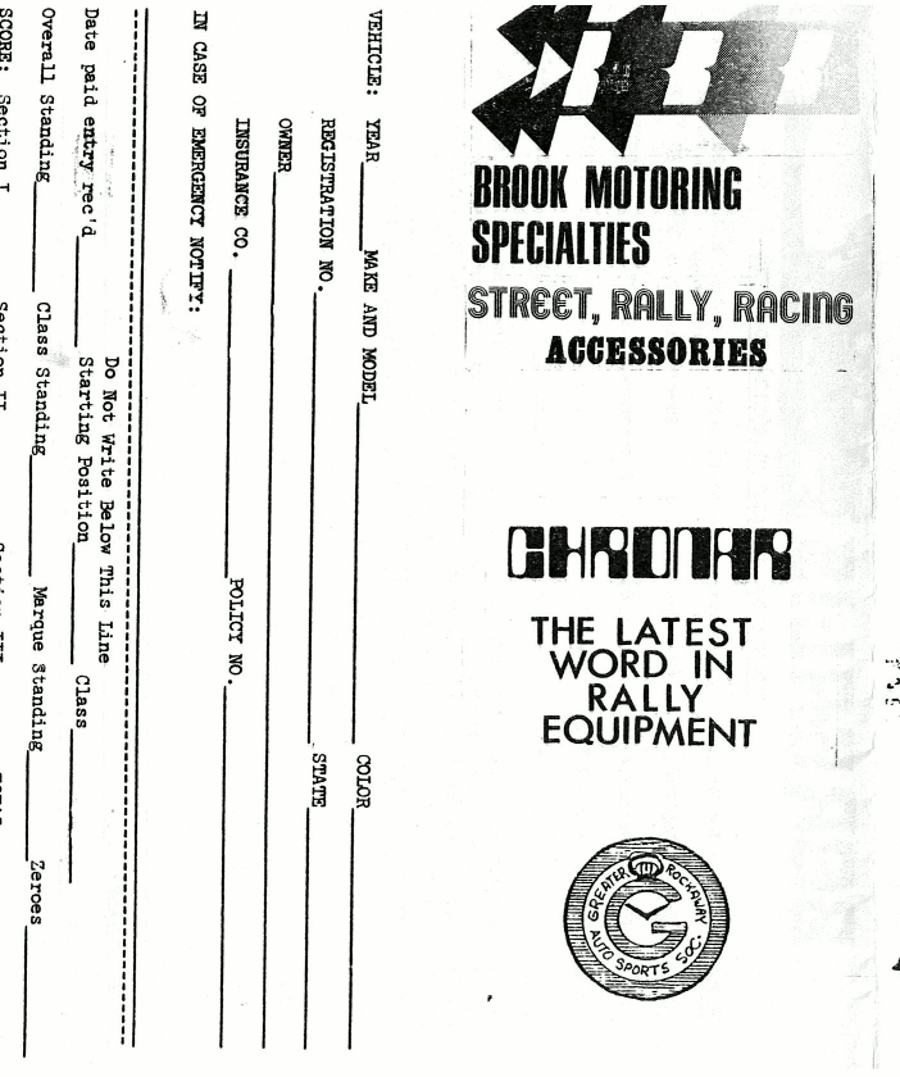 VEHICLE: YEAR MAKE AND MODEL COLOR
REGISTRATION NO. STATE
OWNER
INSURANCE CO. POLICY NO.
IN CASE OF EMERGENCY NOTIFY:
Do Not Write Below This Line
Date paid entry rec'd Starting Position Class
Overall Standing Class Standing Marque Standing Zeroes
SCORE: Section I Section II Section III
BROOK MOTORING
SPECIALTIES
STREET, RALLY, RACING
ACCESSORIES
CHRONAR
THE LATEST
WORD IN
RALLY
EQUIPMENT
GREATER ROCKAWAY
AUTO SPORTS SOC.